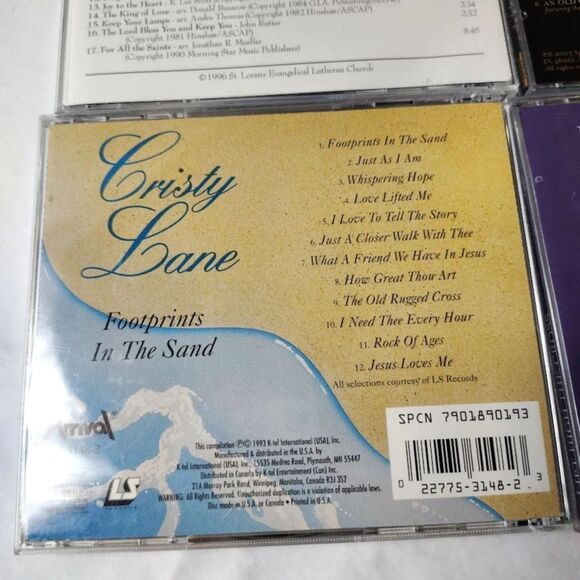 13. Joy to the Heart - K. Lee Scott
14. The King of Love - arr. Donald Busarow (Copyright 1984 G.I.A. Publishing/ASCAP) 2:34
15. Keep Your Lamps - arr. Andre Thomas (Copyright 1982 Hinshaw/ASCAP) 2:32
16. The Lord Bless You and Keep You - John Rutter
(Copyright 1981 Hinshaw/ASCAP) 8:45
17. For All the Saints - arr. Jonathan R. Mueller
(Copyright 1990 Morning Star Music Publishers)
©1996 St. Lorenz Evangelical Lutheran Church
6. AN OLD
featuring
All rights
Cristy
Lane
Footprints
In The Sand
1. Footprints In The Sand
2. Just As I Am
3. Whispering Hope
4. Love Lifted Me
5. I Love To Tell The Story
6. Just A Closer Walk With Thee
7. What A Friend We Have In Jesus
8. How Great Thou Art
9. The Old Rugged Cross
10. I Need Thee Every Hour
11. Rock Of Ages
12. Jesus Loves Me
All selections courtesy of LS Records
Arrival
3148-2
LS
This compilation ℗© 1993 K-tel International (USA), Inc.
Manufactured & distributed in the U.S.A. by
K-tel International (USA), Inc., 15535 Medina Road, Plymouth, MN 55447
Distributed in Canada by K-tel Entertainment (Can) Inc.
21A Murray Park Road, Winnipeg, Manitoba, Canada R3J 3S2
WARNING: All Rights Reserved. Unauthorized duplication is a violation of applicable laws.
Disc made in U.S.A. or Canada • Printed in U.S.A.
SPCN 7901890193
0 22775-3148-2 3